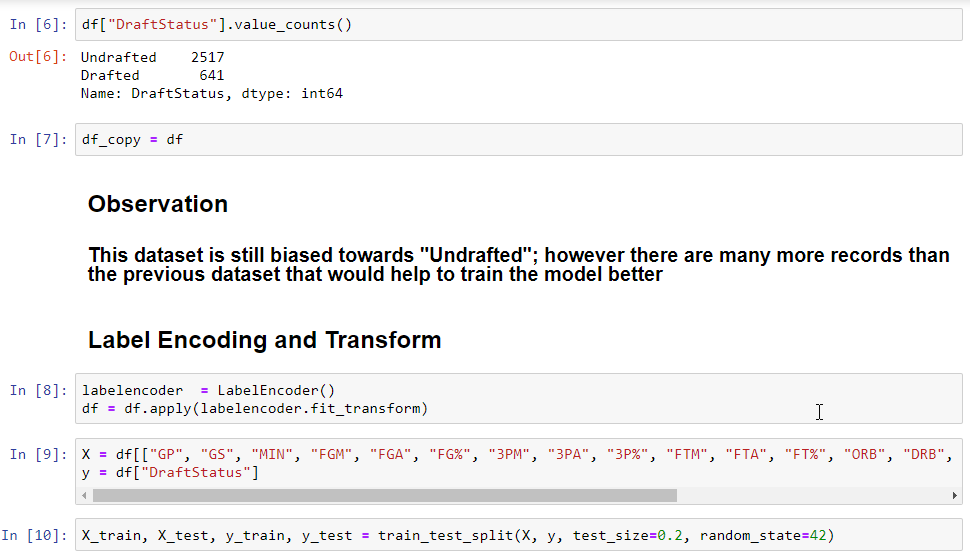 In [6]: df["DraftStatus"].value_counts()
Out[6]: Undrafted    2517
Drafted       641
Name: DraftStatus, dtype: int64
In [7]: df_copy = df
Observation
This dataset is still biased towards "Undrafted"; however there are many more records than
the previous dataset that would help to train the model better
Label Encoding and Transform
In [8]: labelencoder  = LabelEncoder()
df = df.apply(labelencoder.fit_transform)
In [9]: X = df[["GP", "GS", "MIN", "FGM", "FGA", "FG%", "3PM", "3PA", "3P%", "FTM", "FTA", "FT%", "ORB", "DRB",
y = df["DraftStatus"]
In [10]: X_train, X_test, y_train, y_test = train_test_split(X, y, test_size=0.2, random_state=42)